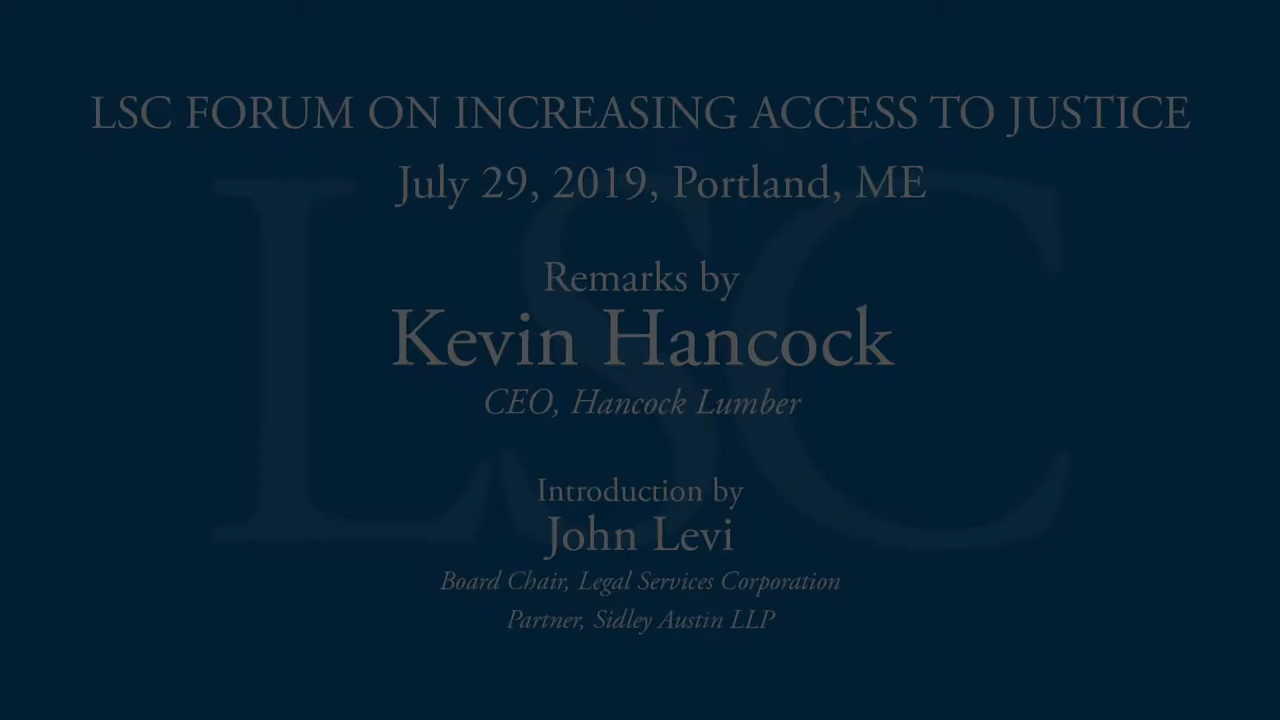 LSC FORUM ON INCREASING ACCESS TO JUSTICE
July 29, 2019, Portland, ME
Remarks by
Kevin Hancock
CEO, Hancock Lumber
Introduction by
John Levi
Board Chair, Legal Services Corporation
Partner, Sidley Austin LLP
LSC